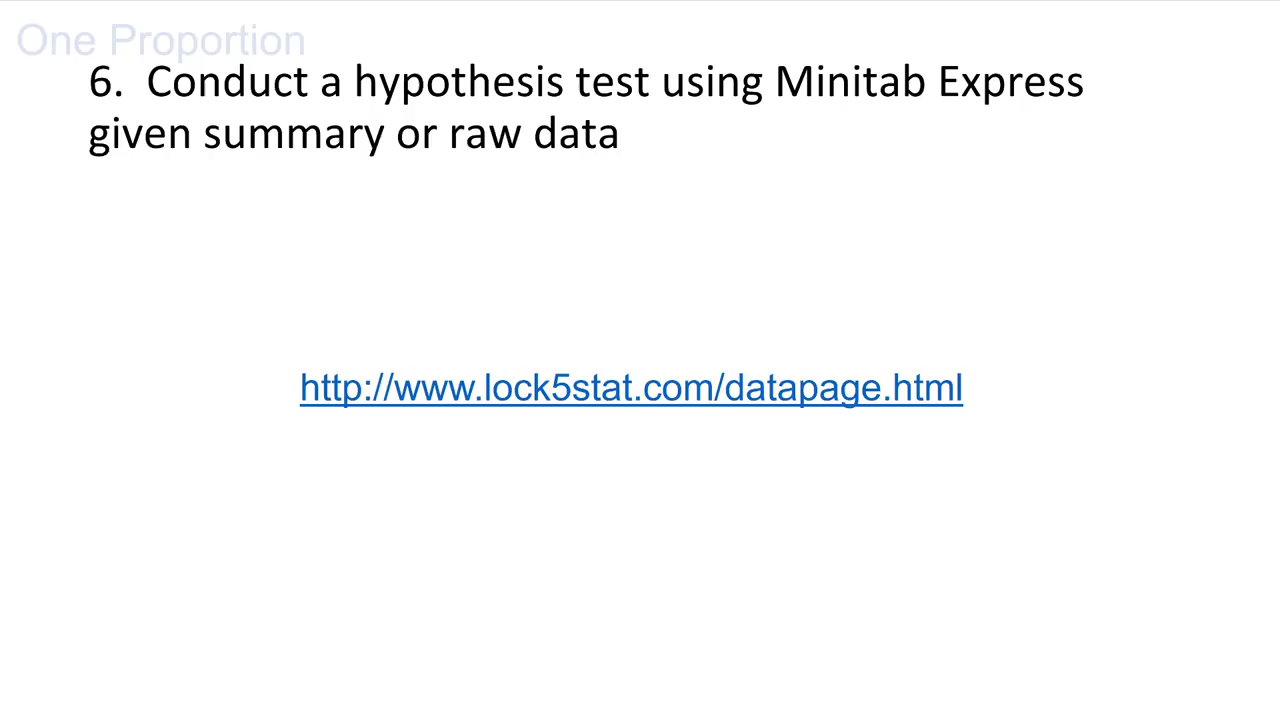 One Proportion
6.  Conduct a hypothesis test using Minitab Express
given summary or raw data
http://www.lock5stat.com/datapage.html